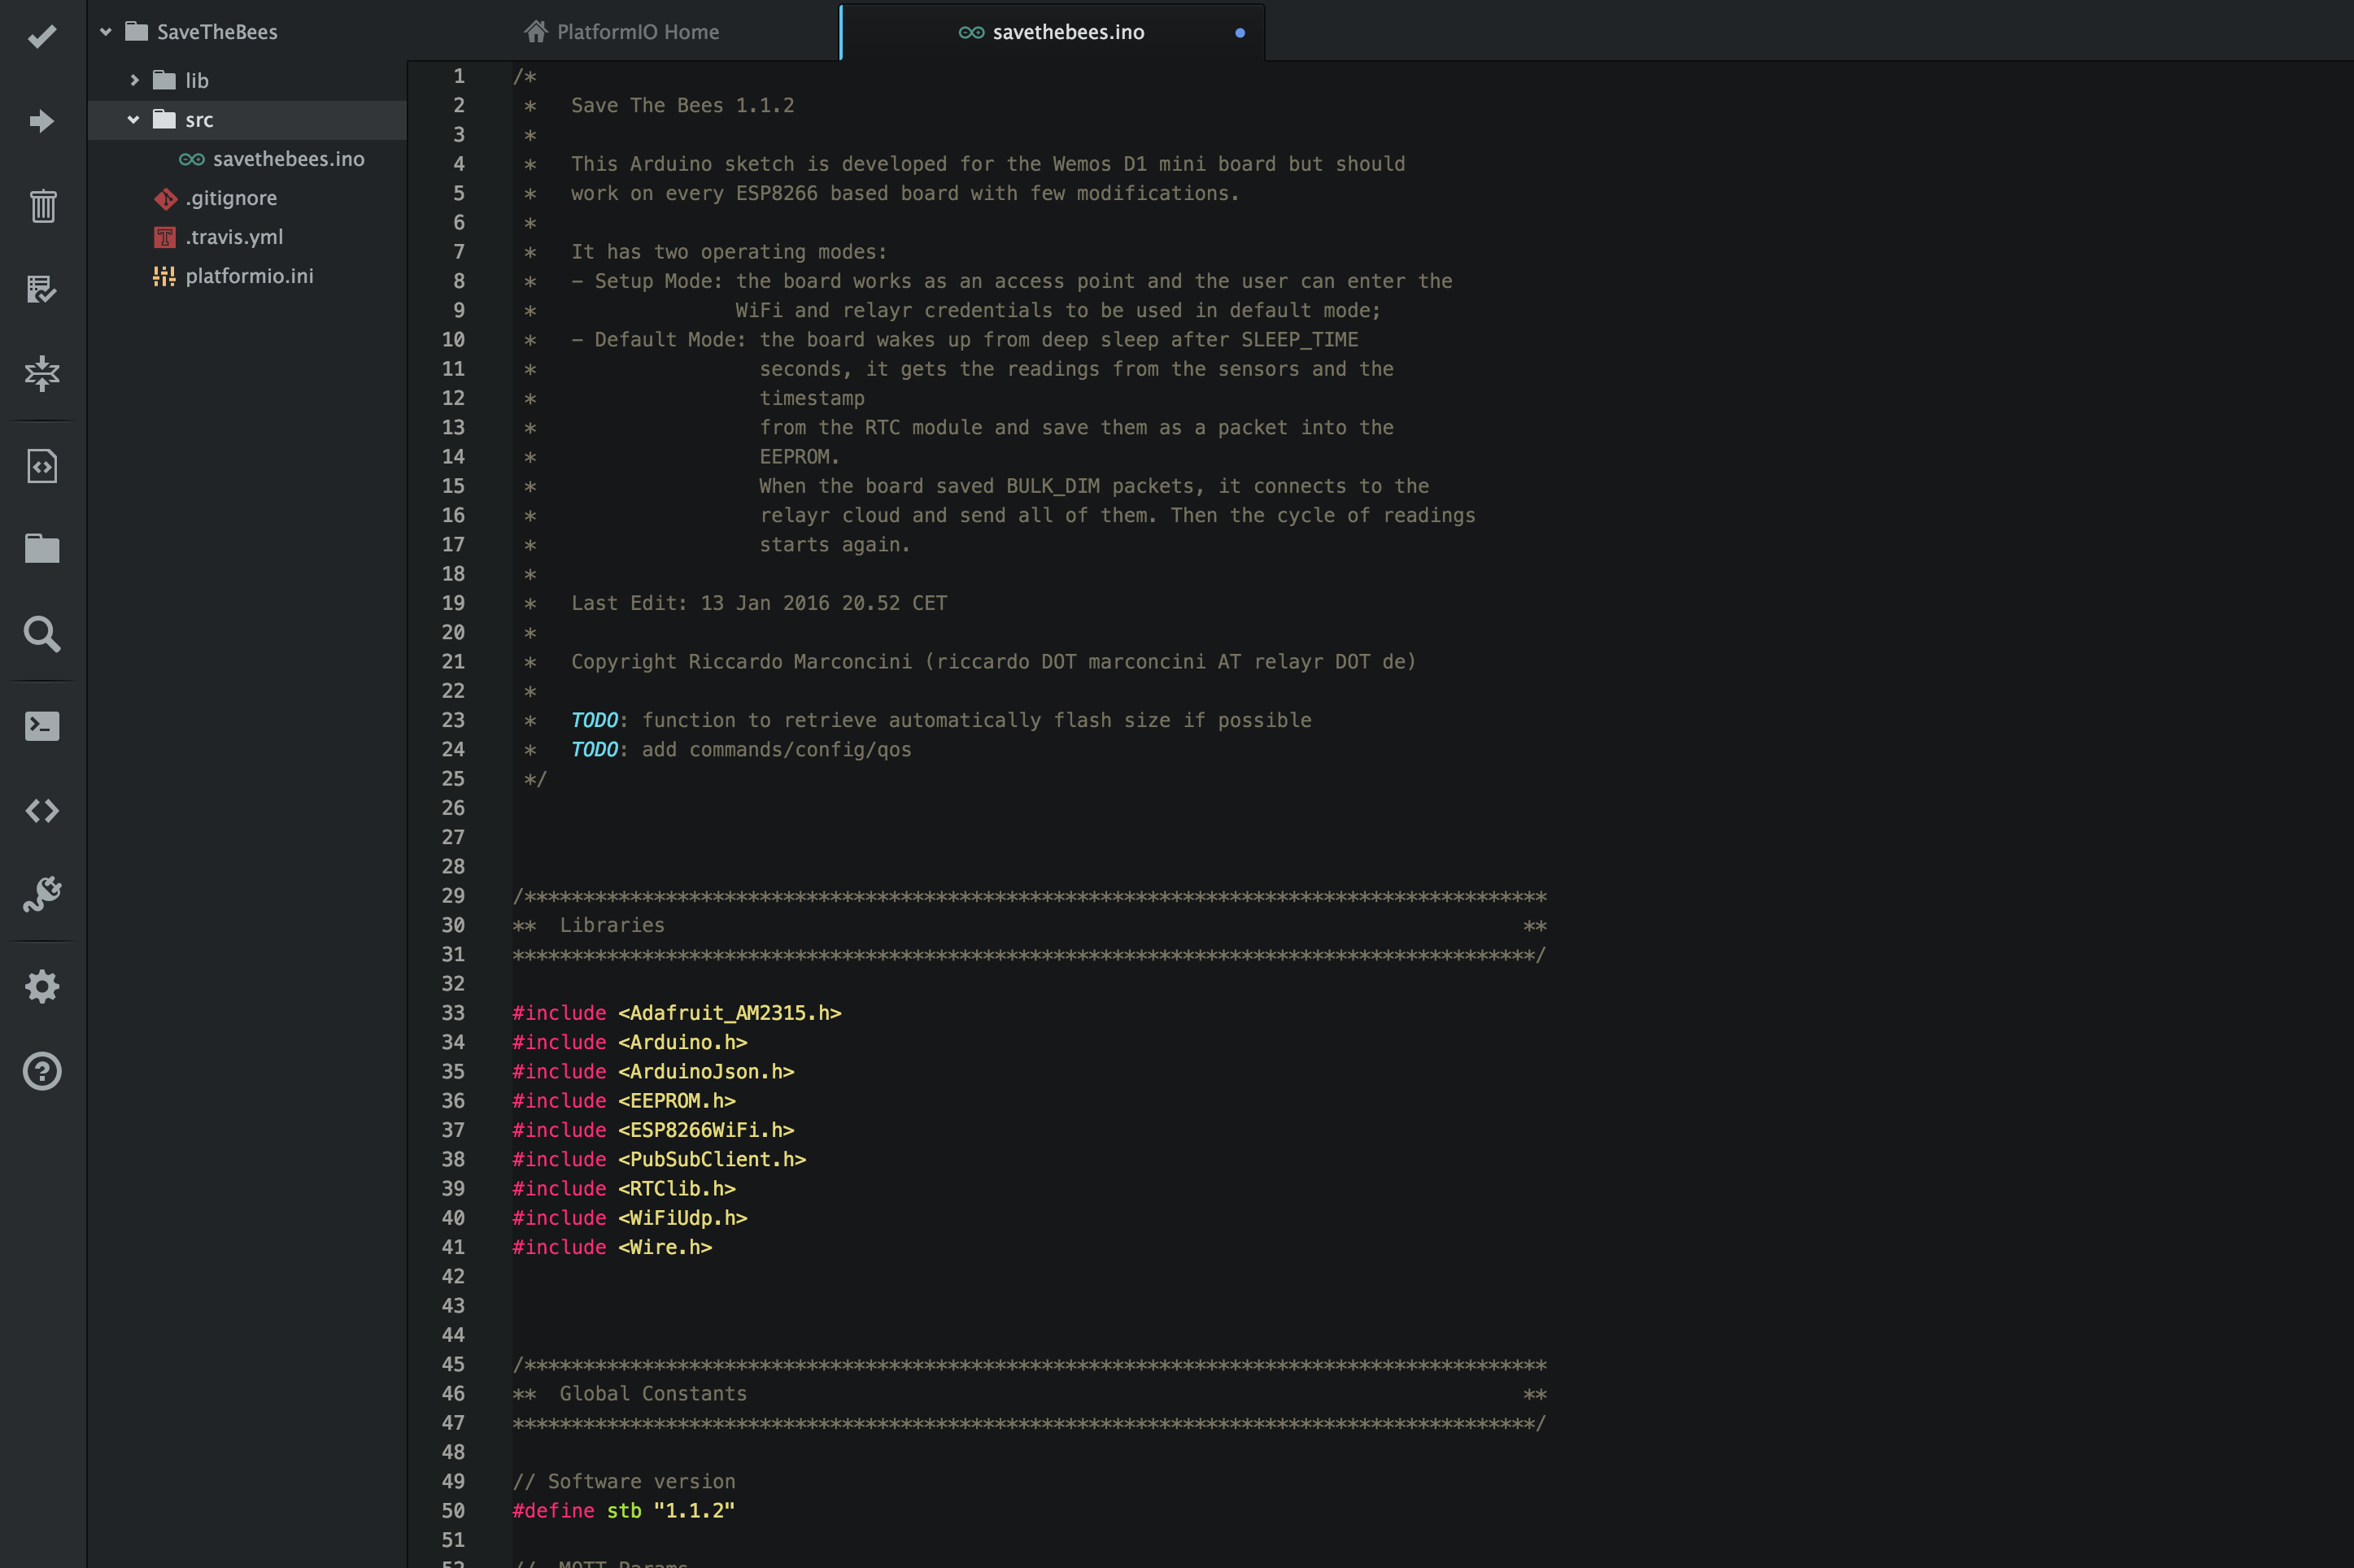 SaveTheBees
lib
src
savethebees.ino
.gitignore
.travis.yml
platformio.ini
PlatformIO Home
savethebees.ino
1 /*
2  *   Save The Bees 1.1.2
3  *
4  *   This Arduino sketch is developed for the Wemos D1 mini board but should
5  *   work on every ESP8266 based board with few modifications.
6  *
7  *   It has two operating modes:
8  *   - Setup Mode: the board works as an access point and the user can enter the
9  *                 WiFi and relayr credentials to be used in default mode;
10  *   - Default Mode: the board wakes up from deep sleep after SLEEP_TIME
11  *                   seconds, it gets the readings from the sensors and the
12  *                   timestamp
13  *                   from the RTC module and save them as a packet into the
14  *                   EEPROM.
15  *                   When the board saved BULK_DIM packets, it connects to the
16  *                   relayr cloud and send all of them. Then the cycle of readings
17  *                   starts again.
18  *
19  *   Last Edit: 13 Jan 2016 20.52 CET
20  *
21  *   Copyright Riccardo Marconcini (riccardo DOT marconcini AT relayr DOT de)
22  *
23  *   TODO: function to retrieve automatically flash size if possible
24  *   TODO: add commands/config/qos
25  */
26
27
28
29 /***************************************************************************************
30 **  Libraries                                                                         **
31 ***************************************************************************************/
32
33 #include <Adafruit_AM2315.h>
34 #include <Arduino.h>
35 #include <ArduinoJson.h>
36 #include <EEPROM.h>
37 #include <ESP8266WiFi.h>
38 #include <PubSubClient.h>
39 #include <RTClib.h>
40 #include <WiFiUdp.h>
41 #include <Wire.h>
42
43
44
45 /***************************************************************************************
46 **  Global Constants                                                                  **
47 ***************************************************************************************/
48
49 // Software version
50 #define stb "1.1.2"
51
52 //  MQTT Params